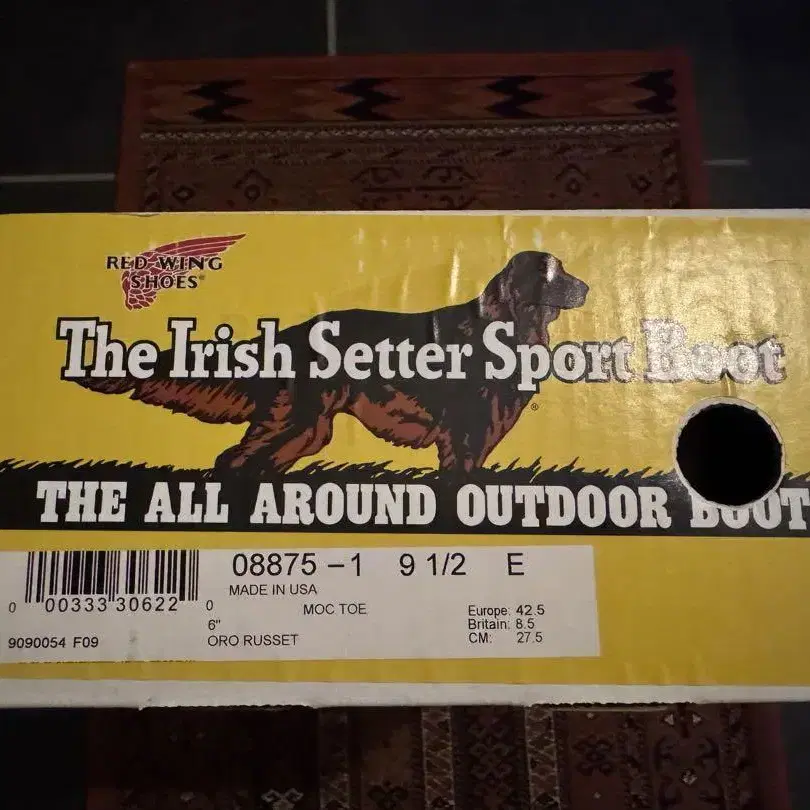 RED WING
SHOES®
The Irish Setter Sport Boot
®
THE ALL AROUND OUTDOOR BOOT
08875-1 9 1/2 E
MADE IN USA
0 00333 30622 0
MOC TOE
6"
ORO RUSSET
Europe: 42.5
Britain: 8.5
CM: 27.5
9090054 F09